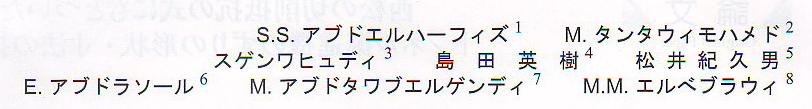 S.S. アブドエルハーフィズ 1　M. タンタウィモハメド 2
スゲンワヒュディ 3　島田英樹 4　松井紀久男 5
E. アブドラソール 6　M. アブドタワブエルゲンディ 7　M.M. エルベブラウィ 8